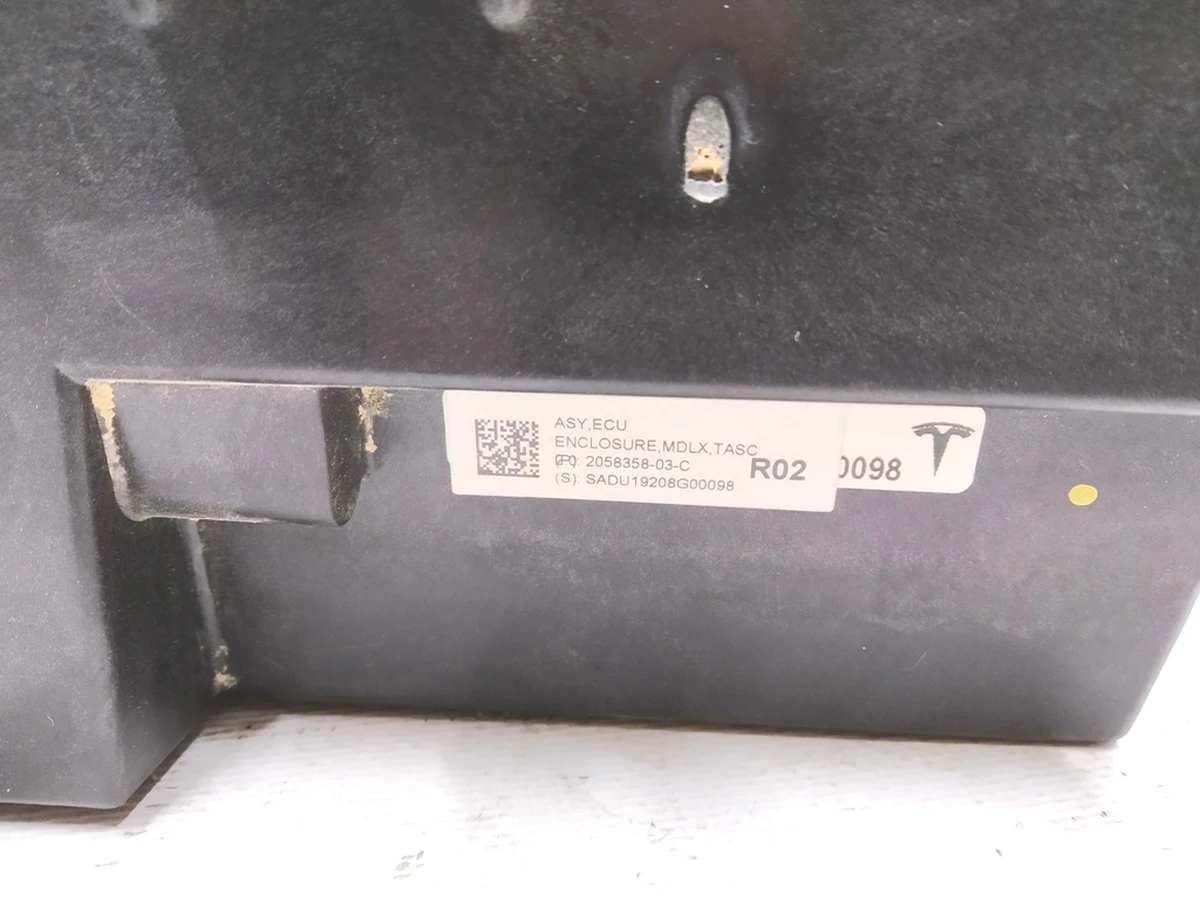 ASY,ECU
ENCLOSURE,MDLX,TASC
2058358-03-C
(S): SADU19208G00098
R02
0098